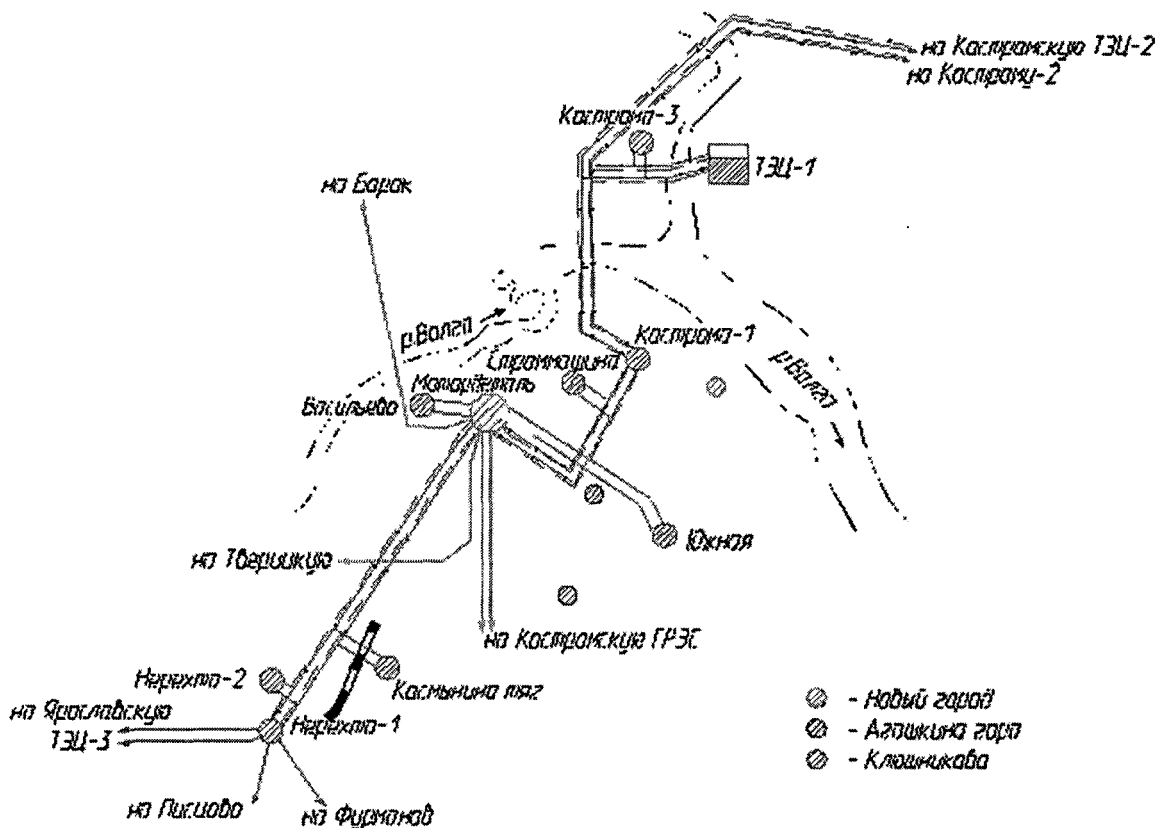 на Костромскую ТЭЦ-2
на Кострому-2
Кострома-3
ТЭЦ-1
на Борок
р.Волга
Кострома-1
Строммашина
р.Волга
Мотордеталь
Васильево
Южная
на Тверицкую
на Костромскую ГРЭС
Нерехта-2
Космынино тяг
на Ярославскую
ТЭЦ-3
Нерехта-1
- Новый город
- Агашкина гора
- Клюшниково
на Писцово
на Фурманов